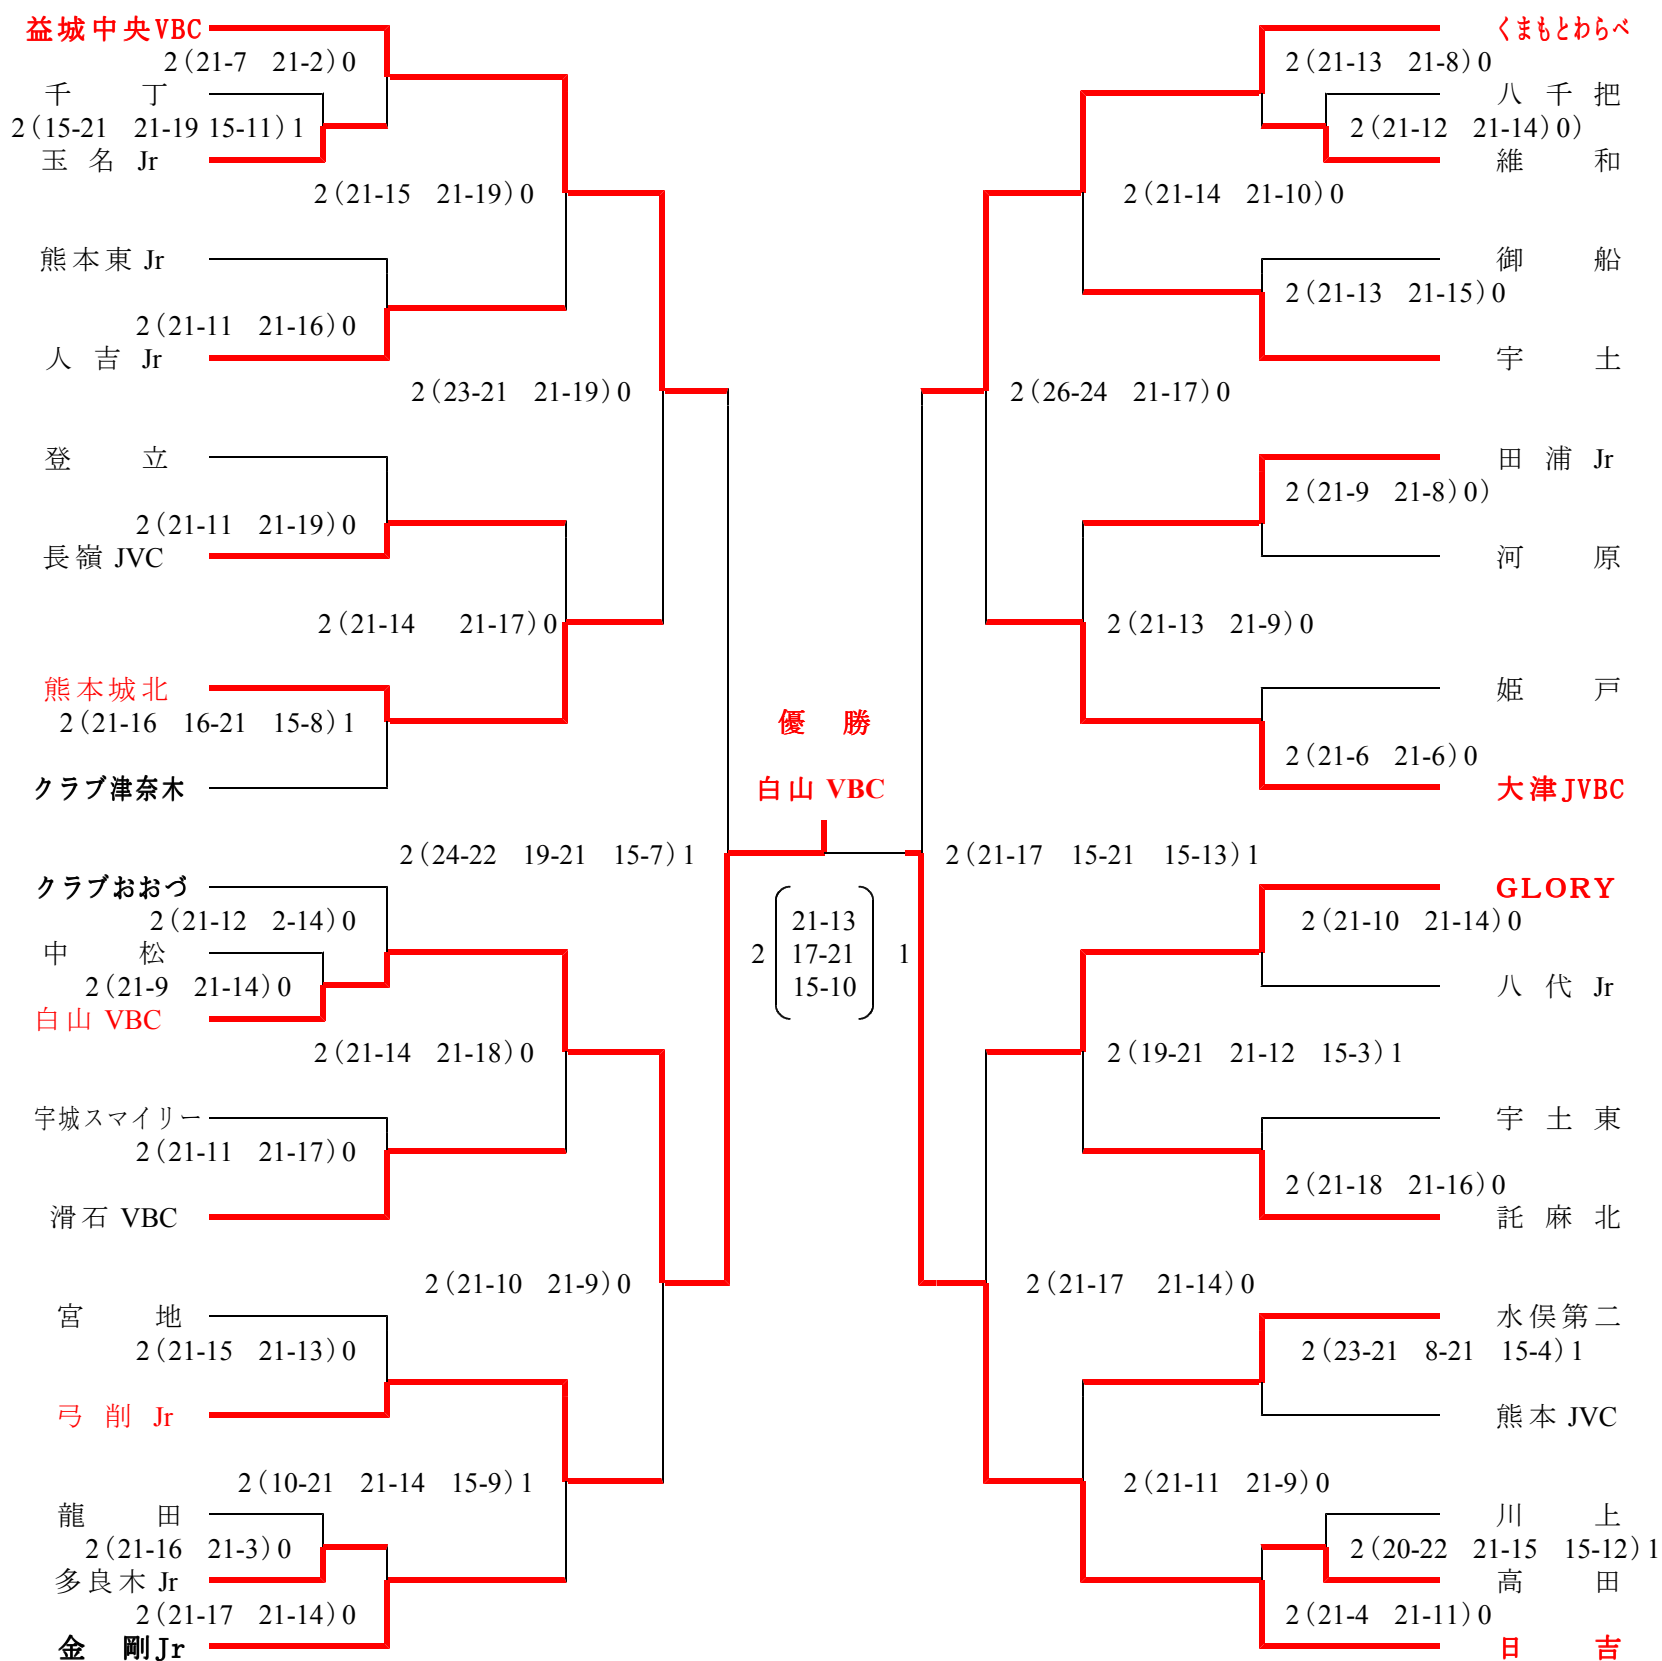 益城中央VBC
2(21-7 21-2)0
千 丁
2(15-21 21-19 15-11)1
玉 名 Jr
2(21-15 21-19)0
熊本東 Jr
2(21-11 21-16)0
人 吉 Jr
2(23-21 21-19)0
登 立
2(21-11 21-19)0
長嶺 JVC
2(21-14 21-17)0
熊本城北
2(21-16 16-21 15-8)1
クラブ津奈木
2(24-22 19-21 15-7)1
クラブおおづ
2(21-12 2-14)0
中 松
2(21-9 21-14)0
白山 VBC
2(21-14 21-18)0
宇城スマイリー
2(21-11 21-17)0
滑石 VBC
2(21-10 21-9)0
宮 地
2(21-15 21-13)0
弓 削 Jr
2(10-21 21-14 15-9)1
龍 田
2(21-16 21-3)0
多良木 Jr
2(21-17 21-14)0
金 剛Jr
優 勝
白山 VBC
21-13
2 17-21 1
15-10
くまもとわらべ
2(21-13 21-8)0
八 千 把
2(21-12 21-14)0)
維 和
2(21-14 21-10)0
御 船
2(21-13 21-15)0
宇 土
2(26-24 21-17)0
田 浦 Jr
2(21-9 21-8)0)
河 原
2(21-13 21-9)0
姫 戸
2(21-6 21-6)0
大津JVBC
2(21-17 15-21 15-13)1
GLORY
2(21-10 21-14)0
八 代 Jr
2(19-21 21-12 15-3)1
宇 土 東
2(21-18 21-16)0
託 麻 北
2(21-17 21-14)0
水俣第二
2(23-21 8-21 15-4)1
熊本 JVC
2(21-11 21-9)0
川 上
2(20-22 21-15 15-12)1
高 田
2(21-4 21-11)0
日 吉